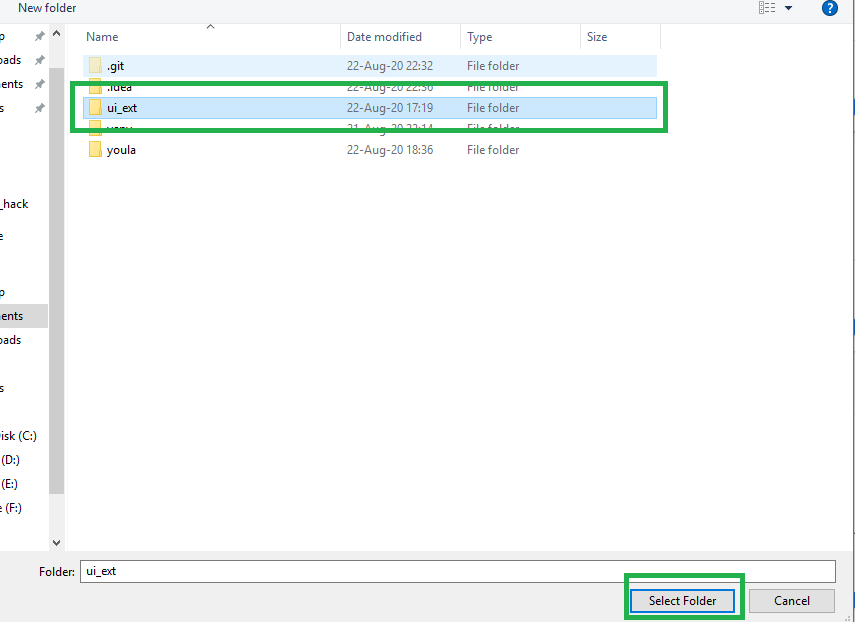 New folder
Name Date modified Type Size
.git 22-Aug-20 22:32 File folder
.idea 22-Aug-20 22:36 File folder
ui_ext 22-Aug-20 17:19 File folder
21-Aug-20 22:14 File folder
youla 22-Aug-20 18:36 File folder
p
oads
ents
s
_hack
e
p
ents
oads
s
isk (C:)
(D:)
(E:)
e (F:)
Folder: ui_ext
Select Folder Cancel